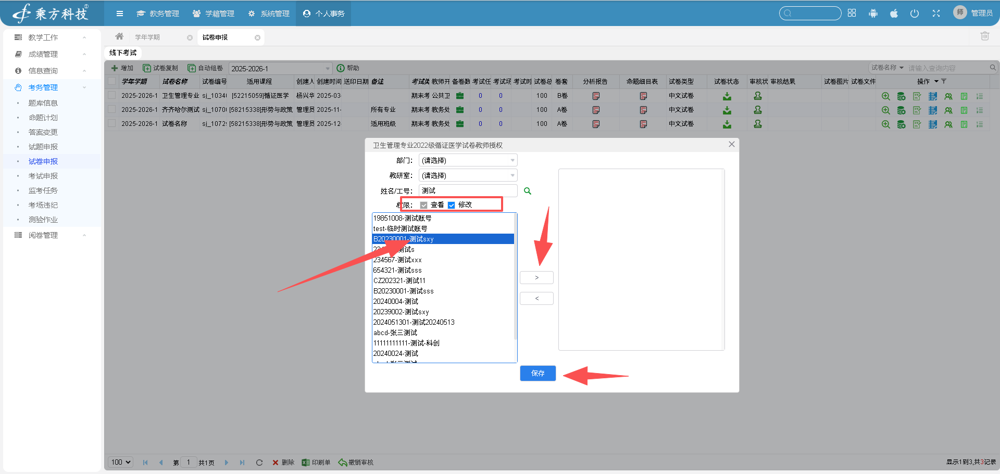 乘方科技
教务管理 学籍管理 系统管理 个人事务 师 管理员
教学工作
成绩管理
信息查询
考务管理
题库信息
命题计划
答案变更
试题申报
试卷申报
考试申报
监考任务
考场违纪
测验作业
阅卷管理
学年学期 试卷申报
线下考试
增加 试卷复制 自动组卷 2025-2026-1 帮助 试卷名称 请输入查询内容
学年学期 试卷名称 试卷编号 适用课程 创建人 创建时间 送印日期 备注 考试类 教师开 备卷数 考试任 考试场 考试时 试卷总 卷套 分析报告 命题细目表 试卷类型 试卷状态 审核状 审核结果 试卷图片 试卷文件 操作
2025-2026-1 卫生管理专业 sj_1034 [52215059]循证医学 杨兴华 2025-03- 期末考 公共卫 0 0 100 B卷 中文试卷
2025-2026-1 齐齐哈尔测试 sj_1070 [58215338]形势与政策 管理员 2025-11- 所有专业 期末考 教务处 0 0 100 A卷 中文试卷
2025-2026-1 试卷名称 sj_1072 [58215338]形势与政策 管理员 2025-12- 适用班级 期末考 教务处 0 0 100 A卷 中文试卷
卫生管理专业2022级循证医学试卷教师授权
部门： (请选择)
教研室： (请选择)
姓名/工号： 测试
权限： 查看 修改
19851008-测试账号
test-临时测试账号
B20230001-测试sxy
测试s
234567-测试xxx
654321-测试sss
CZ202321-测试11
B20230001-测试sss
20240004-测试
20239002-测试sxy
2024051301-测试20240513
abcd-张三测试
11111111111-测试-科创
20240024-测试
>
<
保存
100 第 1 共1页 删除 印刷单 撤销审核 显示1到3,共3记录